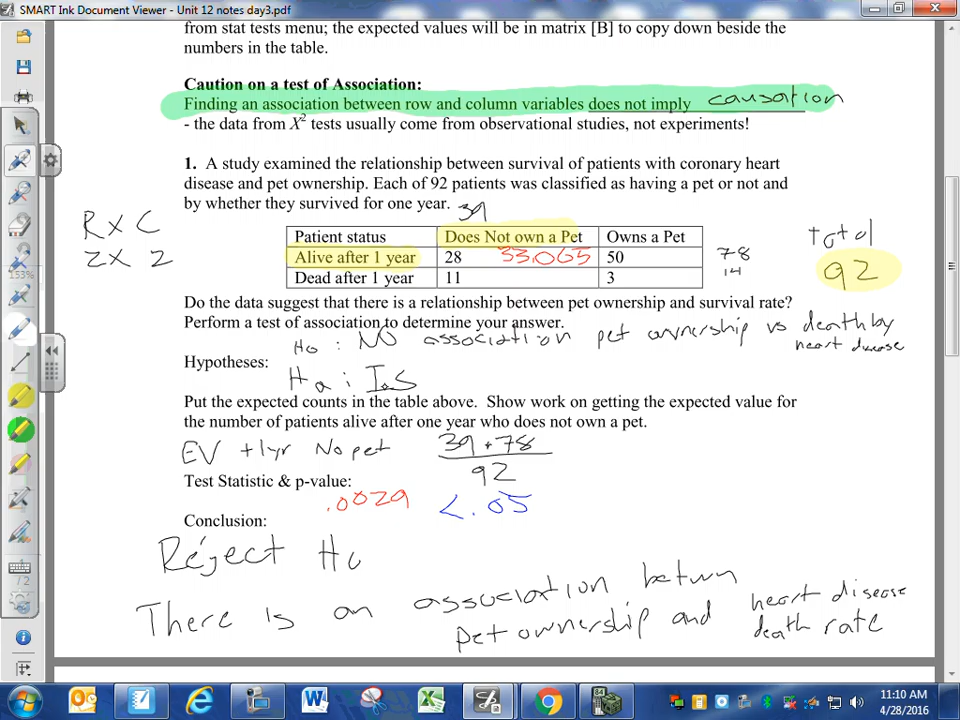 SMART Ink Document Viewer - Unit 12 notes day3.pdf
from stat tests menu; the expected values will be in matrix [B] to copy down beside the
numbers in the table.
Caution on a test of Association:
Finding an association between row and column variables does not imply causation
- the data from X² tests usually come from observational studies, not experiments!
1. A study examined the relationship between survival of patients with coronary heart
disease and pet ownership. Each of 92 patients was classified as having a pet or not and
by whether they survived for one year.
39
R x C
2 x 2
Patient status Does Not own a Pet Owns a Pet
Alive after 1 year 28 33.065 50 78
Dead after 1 year 11 3 14
Total
92
Do the data suggest that there is a relationship between pet ownership and survival rate?
Perform a test of association to determine your answer.
Ho : No association pet ownership vs death by
heart disease
Hypotheses:
Ha : Is
Put the expected counts in the table above. Show work on getting the expected value for
the number of patients alive after one year who does not own a pet.
EV +1yr No pet 39 * 78
92
Test Statistic & p-value:
.0029 < .05
Conclusion:
Reject Ho
There is an association between
pet ownership and heart disease
death rate
153%
/ 2
11:10 AM
4/28/2016